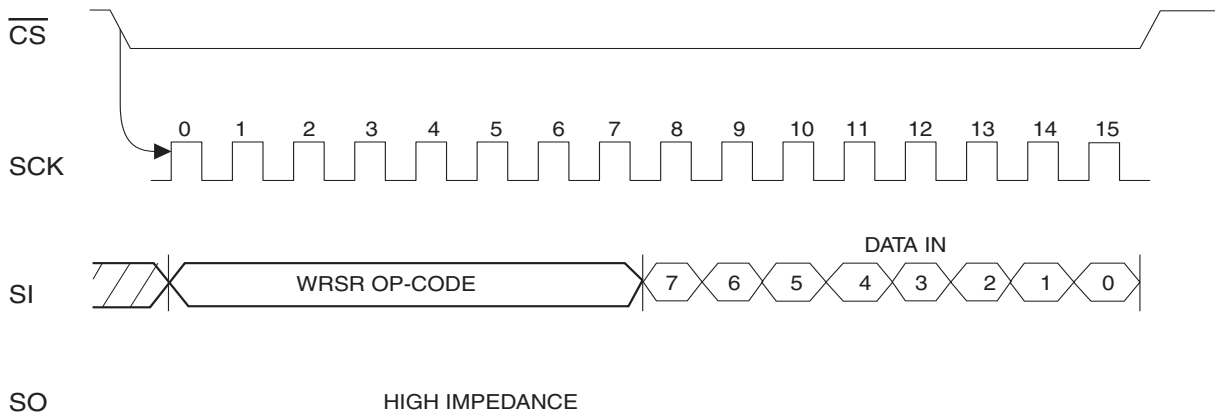 CS
0 1 2 3 4 5 6 7 8 9 10 11 12 13 14 15
SCK
DATA IN
SI WRSR OP-CODE 7 6 5 4 3 2 1 0
SO HIGH IMPEDANCE